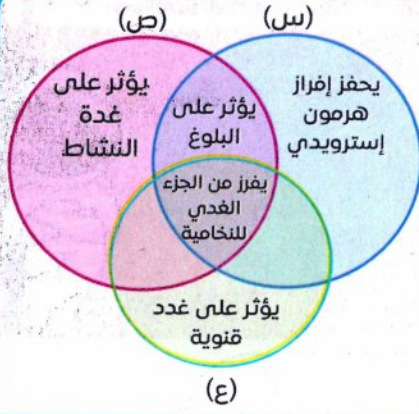 (ص)
(س)
يؤثر على
غدة
النشاط
يؤثر على
البلوغ
يحفز إفراز
هرمون
إسترويدي
يفرز من الجزء
الغدي
للنخامية
يؤثر على غدد
قنوية
(ع)